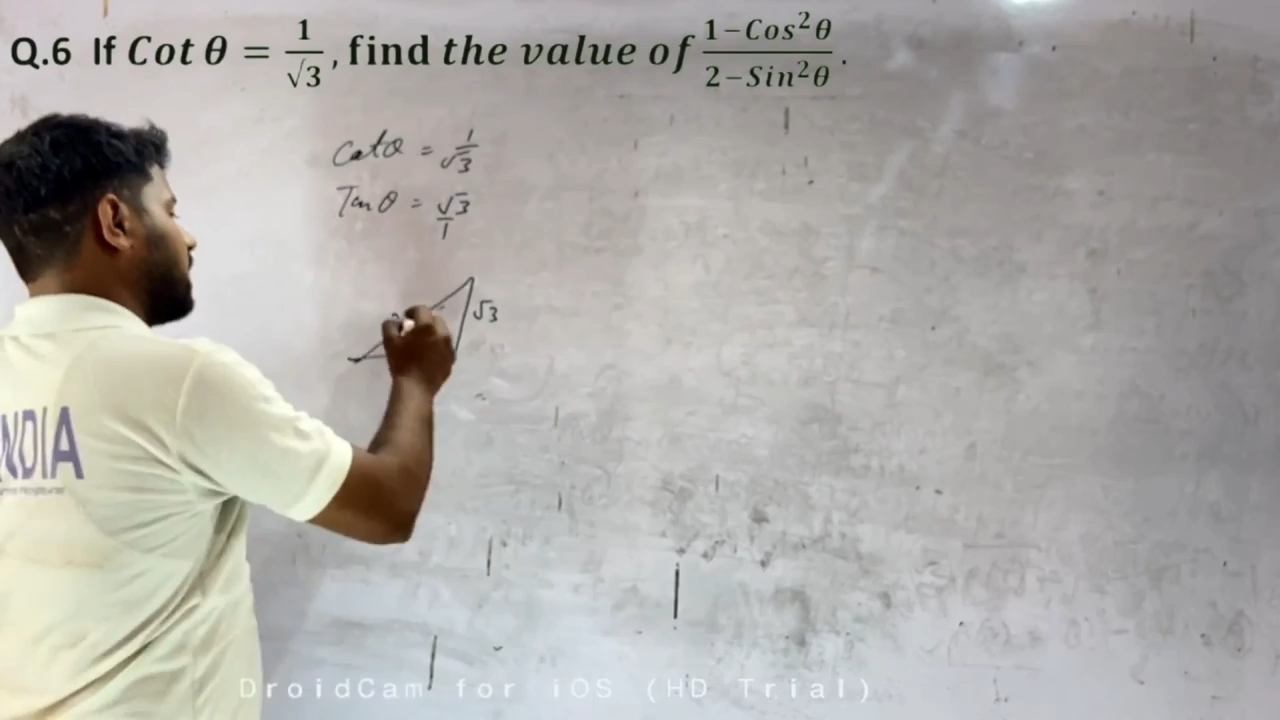 Q.6 If Cot θ = 1/√3, find the value of 1-Cos²θ/2-Sin²θ.
Cotθ = 1/√3
Tanθ = √3/1
√3
NDIA
DroidCam for iOS (HD Trial)